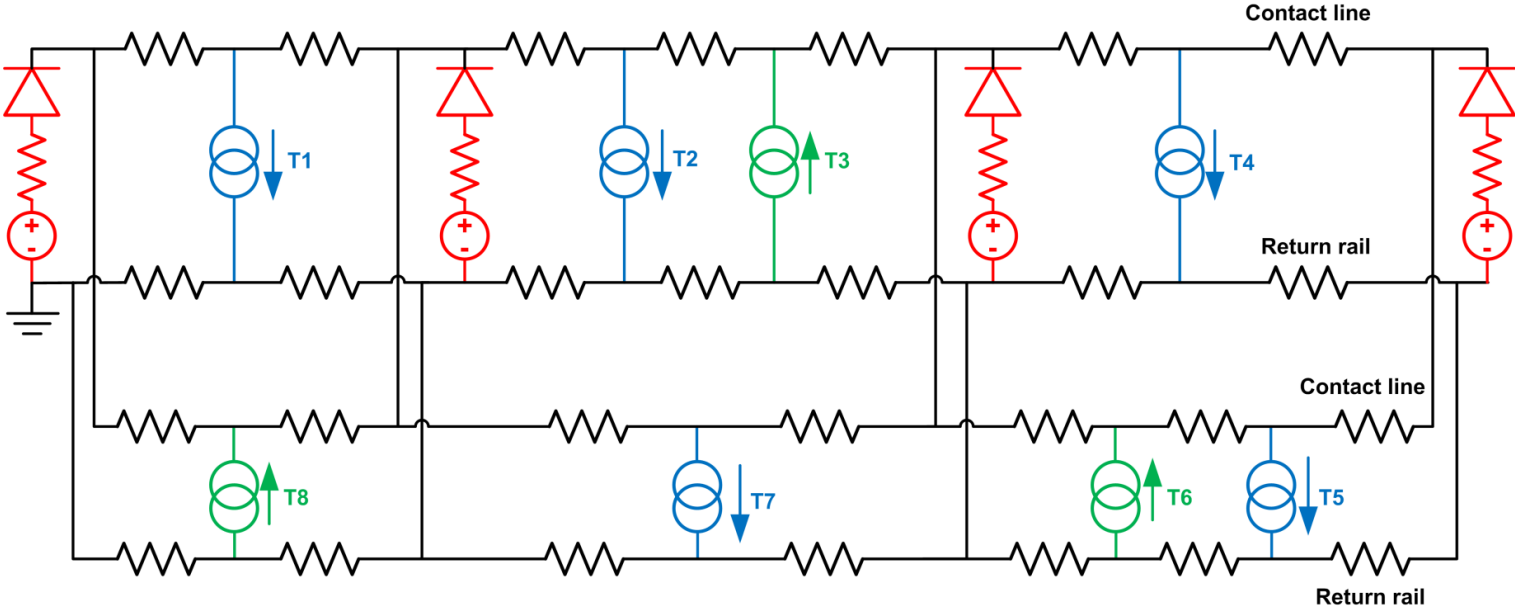 Contact line
T1
T2
T3
T4
+
-
+
-
+
-
+
-
Return rail
Contact line
T8
T7
T6
T5
Return rail